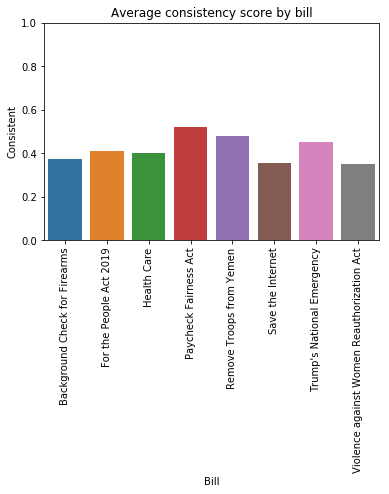 Average consistency score by bill
Consistent
1.0
0.8
0.6
0.4
0.2
0.0
Background Check for Firearms
For the People Act 2019
Health Care
Paycheck Fairness Act
Remove Troops from Yemen
Save the Internet
Trump's National Emergency
Violence against Women Reauthorization Act
Bill